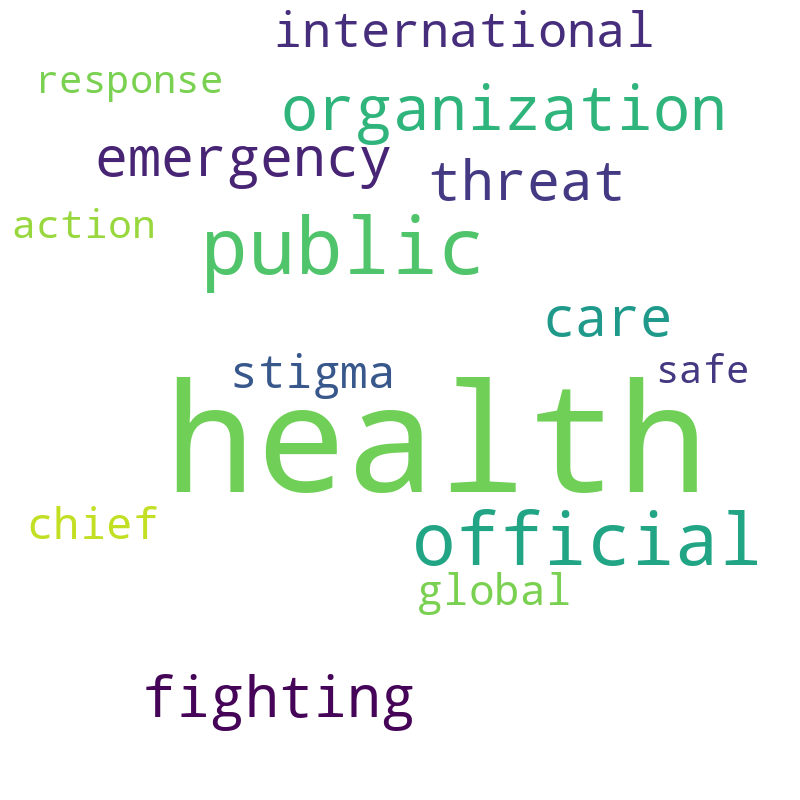 international
response
organization
emergency
threat
action
public
care
stigma
safe
health
chief
official
global
fighting